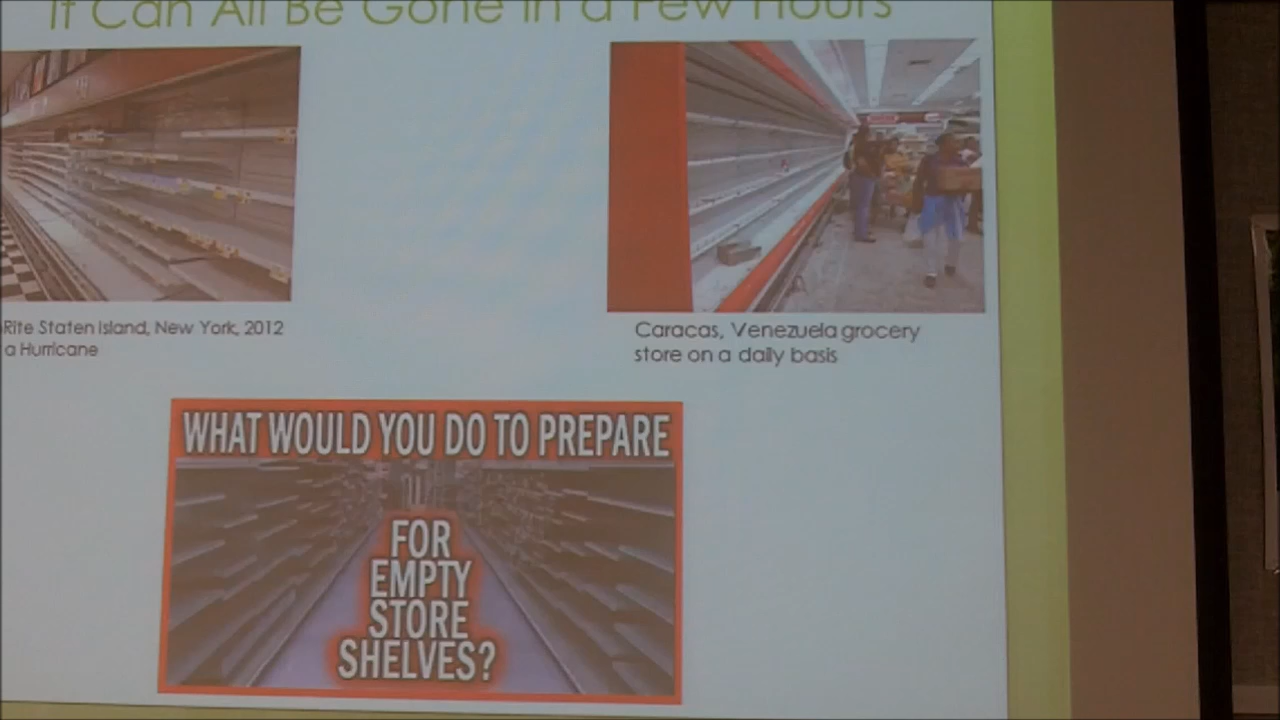 It Can All Be Gone in a Few Hours
Rite Staten Island, New York, 2012
a Hurricane
Caracas, Venezuela grocery
store on a daily basis
WHAT WOULD YOU DO TO PREPARE
FOR
EMPTY
STORE
SHELVES?